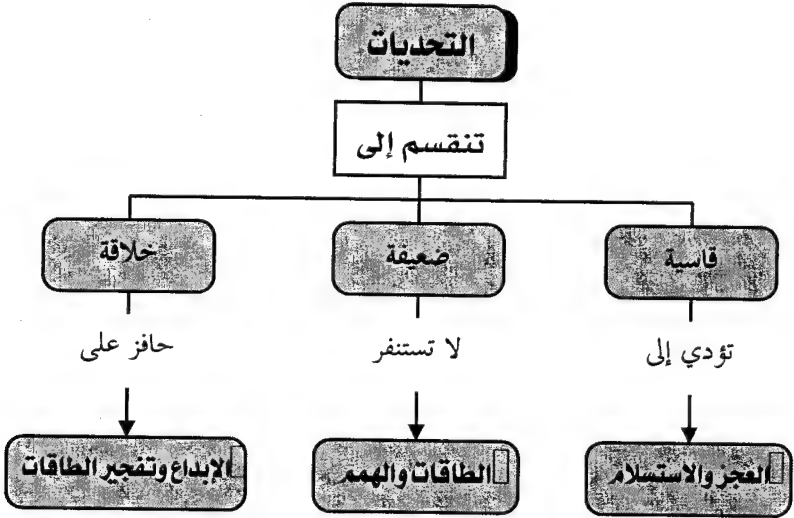 التحديات
تنقسم إلى
قاسية
ضعيفة
خلاقة
تؤدي إلى
لا تستنفر
حافز على
العجز والاستسلام
الطاقات والهمم
الإبداع وتفجير الطاقات